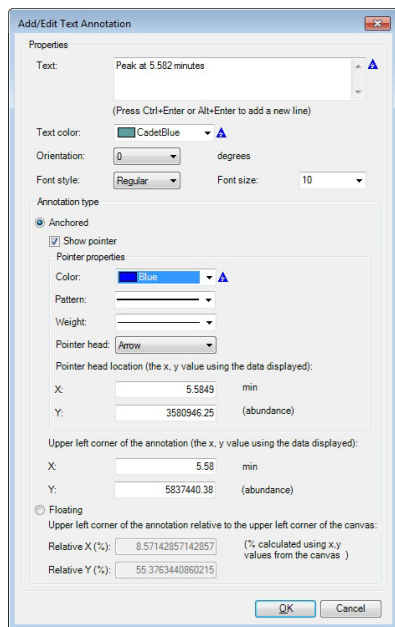 Add/Edit Text Annotation
Properties
Text: Peak at 5.582 minutes
(Press Ctrl+Enter or Alt+Enter to add a new line)
Text color: CadetBlue
Orientation: 0 degrees
Font style: Regular Font size: 10
Annotation type
Anchored
Show pointer
Pointer properties
Color: Blue
Pattern:
Weight:
Pointer head: Arrow
Pointer head location (the x, y value using the data displayed):
X: 5.5849 min
Y: 3580946.25 (abundance)
Upper left corner of the annotation (the x, y value using the data displayed):
X: 5.58 min
Y: 5837440.38 (abundance)
Floating
Upper left corner of the annotation relative to the upper left corner of the canvas:
Relative X (%): 8.57142857142857 (% calculated using x,y
values from the canvas )
Relative Y (%): 55.3763440860215
OK Cancel